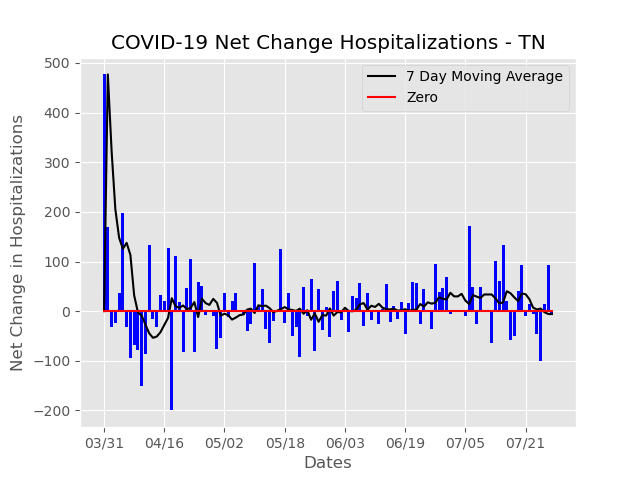 COVID-19 Net Change Hospitalizations - TN
7 Day Moving Average
Zero
Net Change in Hospitalizations
500
400
300
200
100
0
−100
−200
03/31 04/16 05/02 05/18 06/03 06/19 07/05 07/21
Dates